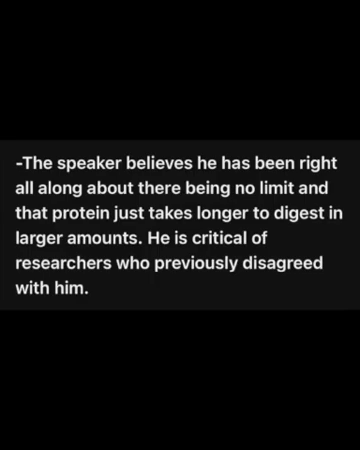 -The speaker believes he has been right
all along about there being no limit and
that protein just takes longer to digest in
larger amounts. He is critical of
researchers who previously disagreed
with him.